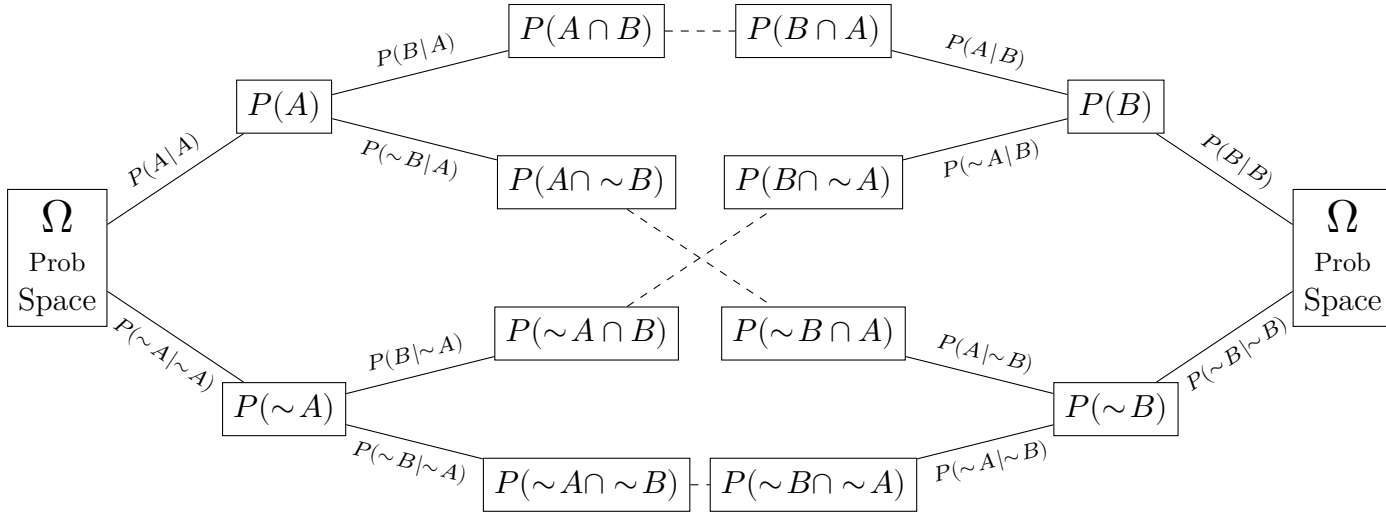 P(A ∩ B)
P(B ∩ A)
P(B|A)
P(A|B)
P(A)
P(B)
P(A|A)
P(∼B|A)
P(∼A|B)
P(B|B)
P(A∩ ∼B)
P(B∩ ∼A)
Ω
Prob
Space
Ω
Prob
Space
P(∼A|∼A)
P(B|∼A)
P(∼A ∩ B)
P(∼B ∩ A)
P(A|∼B)
P(∼B|∼B)
P(∼A)
P(∼B)
P(∼B|∼A)
P(∼A|∼B)
P(∼A∩ ∼B)
P(∼B∩ ∼A)